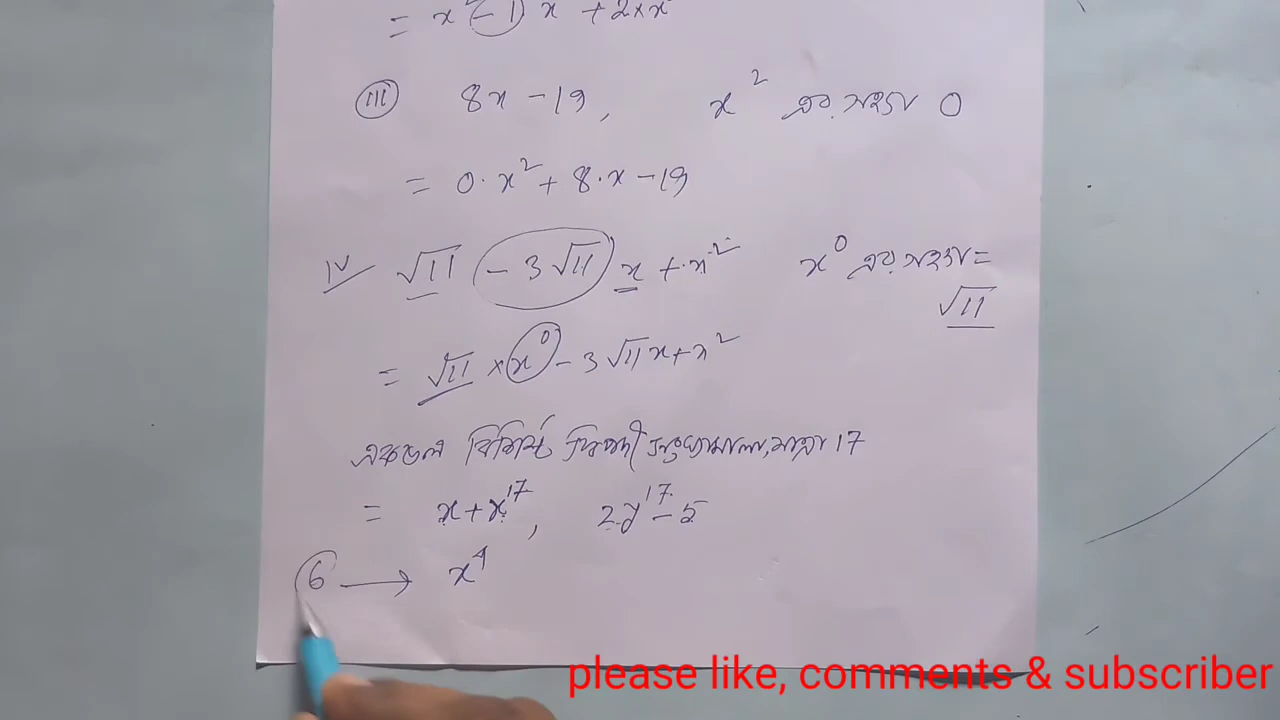 = x² - 1 x + 2 × x
(iii) 8x - 19, x² এর সহগ 0
= 0·x² + 8·x - 19
iv √11 - 3√11 x + x² x⁰ এর সহগ =
√11
= √11 × x⁰ - 3√11x + x²
একচল বিশিষ্ট দ্বিপদী সংখ্যামালা, মাত্রা 17
= x + x¹⁷, 2y¹⁷ - 5
(6) ⟶ x⁴
please like, comments & subscriber